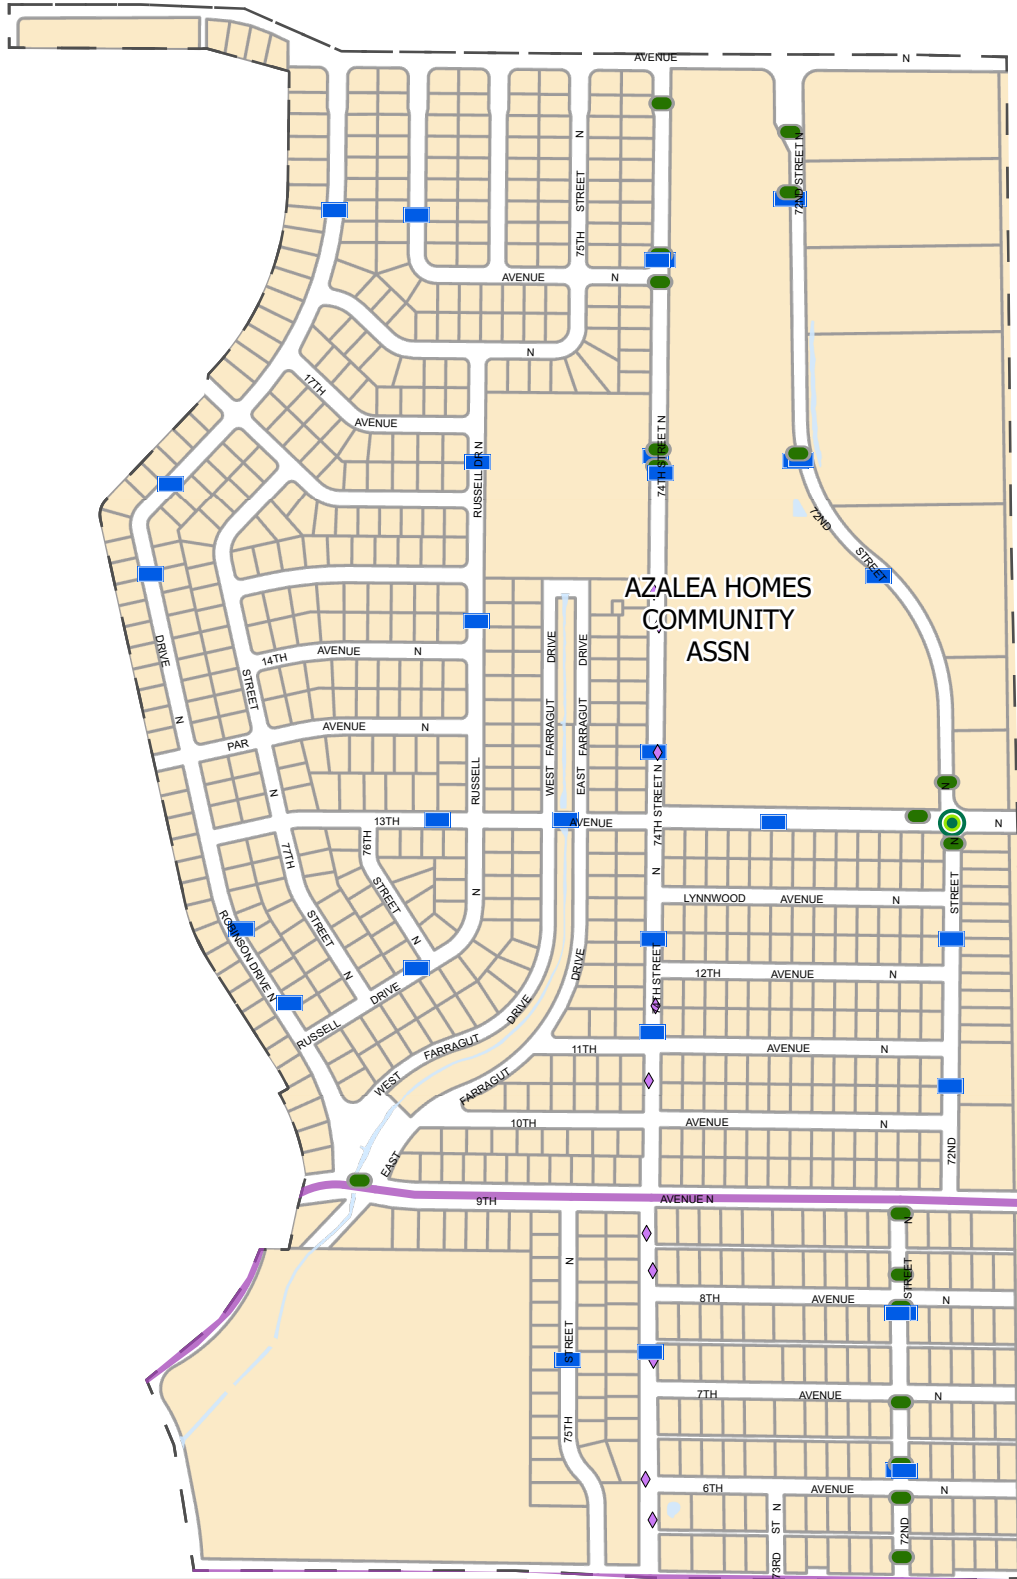 AVENUE
N
72ND STREET N
75TH STREET N
AVENUE N
N
17TH
AVENUE
RUSSELL DR N
74TH STREET N
72ND
STREET
AZALEA HOMES
COMMUNITY
ASSN
DRIVE
N
STREET
N
14TH AVENUE N
PAR AVENUE N
RUSSELL
N
WEST FARRAGUT DRIVE
EAST FARRAGUT DRIVE
74TH STREET N
N
13TH
AVENUE
N
76TH
STREET
N
77TH
STREET
N
N
N
STREET
LYNNWOOD AVENUE N
ROBINSON DRIVE N
12TH AVENUE N
74TH STREET
DRIVE
RUSSELL DRIVE
WEST FARRAGUT DRIVE
11TH
AVENUE N
EAST FARRAGUT
10TH
AVENUE N
72ND
9TH
AVENUE N
N
STREET
N
8TH AVENUE N
75TH STREET
7TH AVENUE N
6TH AVENUE N
73RD ST N
72ND